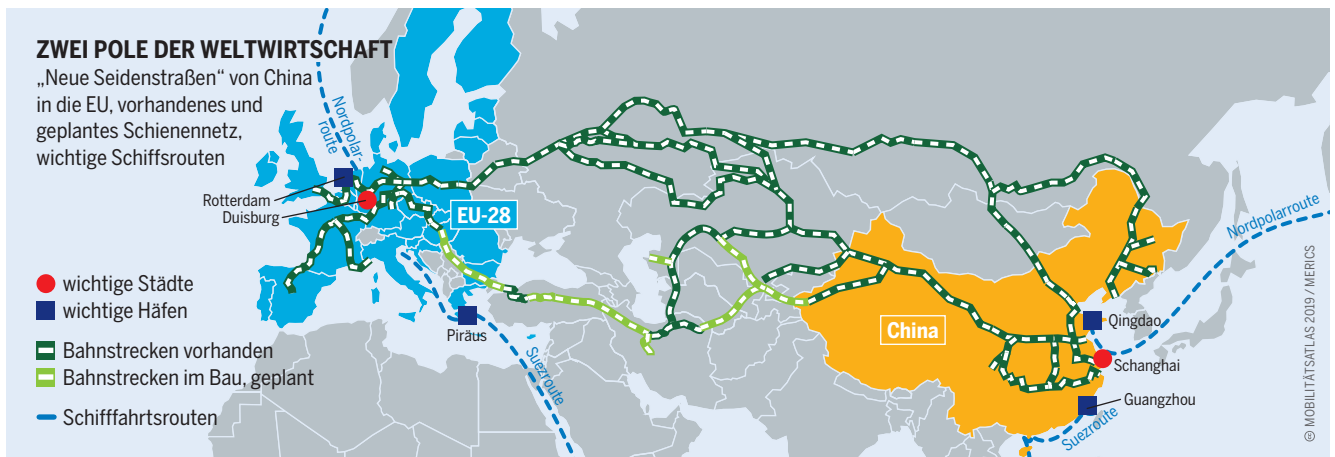 ZWEI POLE DER WELTWIRTSCHAFT
„Neue Seidenstraßen“ von China
in die EU, vorhandenes und
geplantes Schienennetz,
wichtige Schiffsrouten
Nordpolar-
route
Rotterdam
Duisburg
EU-28
Nordpolarroute
wichtige Städte
wichtige Häfen
Bahnstrecken vorhanden
Bahnstrecken im Bau, geplant
Schifffahrtsrouten
Piräus
Suezroute
China
Qingdao
Schanghai
Guangzhou
Suezroute
© MOBILITÄTSATLAS 2019 / MERICS